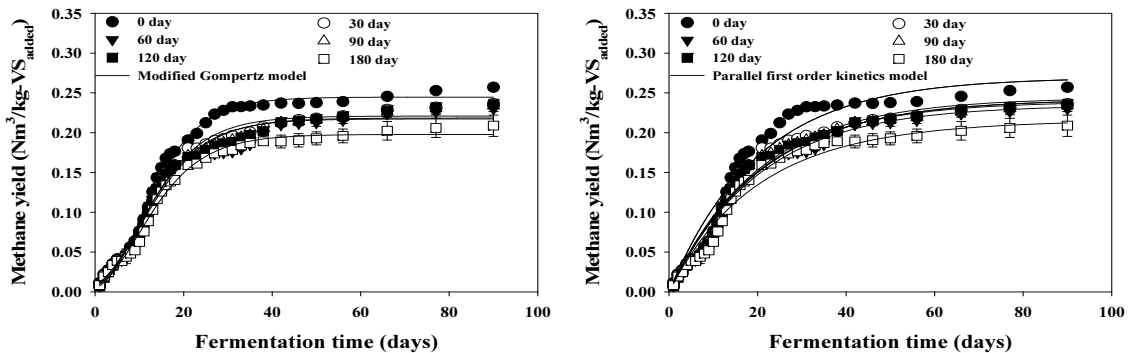 Methane yield (Nm³/kg-VS_added)
0.35
0.30
0.25
0.20
0.15
0.10
0.05
0.00
0 day
30 day
60 day
90 day
120 day
180 day
Modified Gompertz model
0 20 40 60 80 100
Fermentation time (days)
Methane yield (Nm³/kg-VS_added)
0.35
0.30
0.25
0.20
0.15
0.10
0.05
0.00
0 day
30 day
60 day
90 day
120 day
180 day
Parallel first order kinetics model
0 20 40 60 80 100
Fermentation time (days)